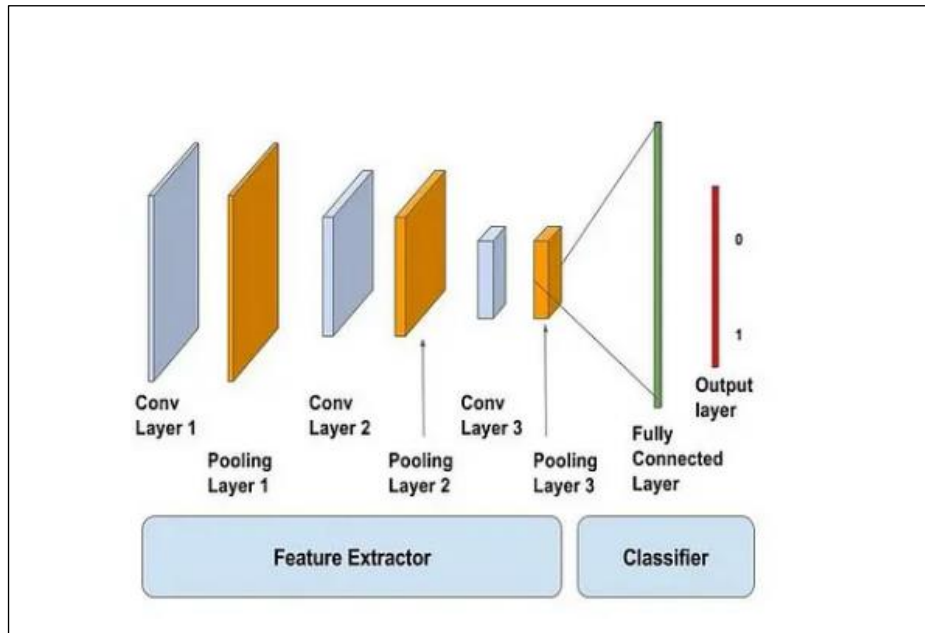 0
1
Output
layer
Conv
Layer 1
Conv
Layer 2
Conv
Layer 3
Fully
Connected
Layer
Pooling
Layer 1
Pooling
Layer 2
Pooling
Layer 3
Feature Extractor
Classifier